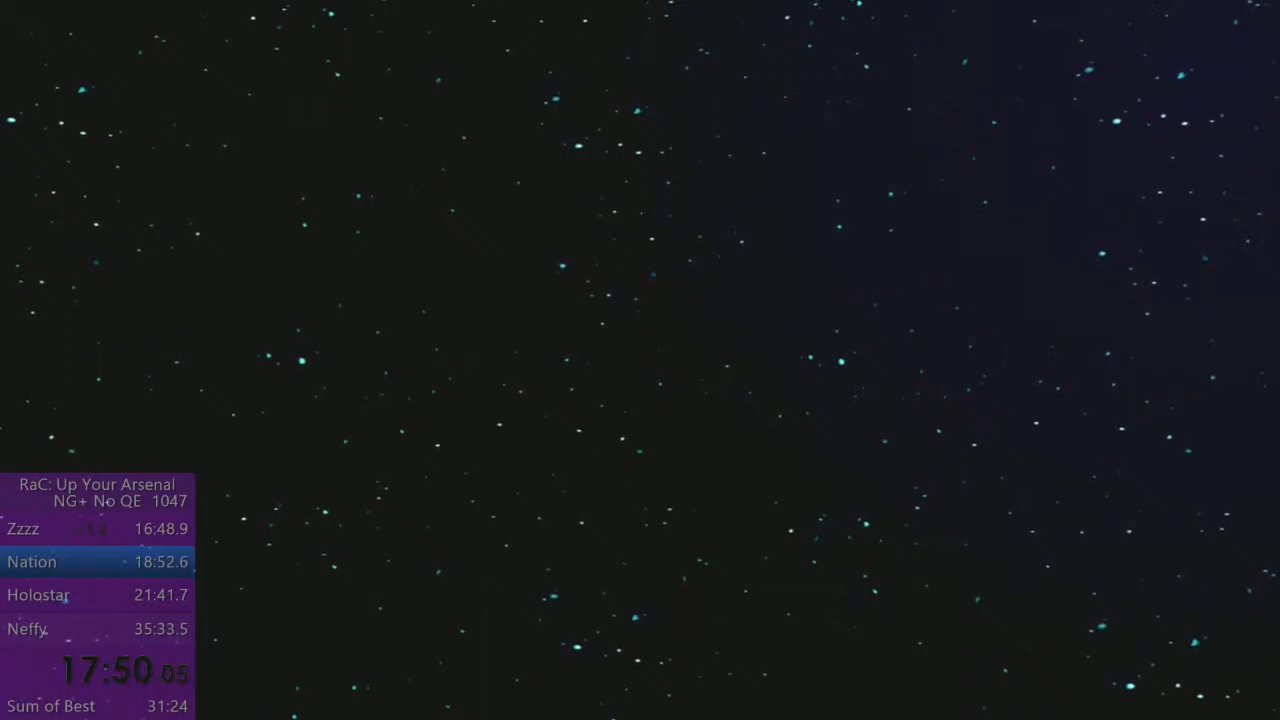 RaC: Up Your Arsenal
NG+ No QE 1047
Zzzz 16:48.9
Nation - 18:52.6
Holostar 21:41.7
Neffy 35:33.5
17:50.05
Sum of Best 31:24